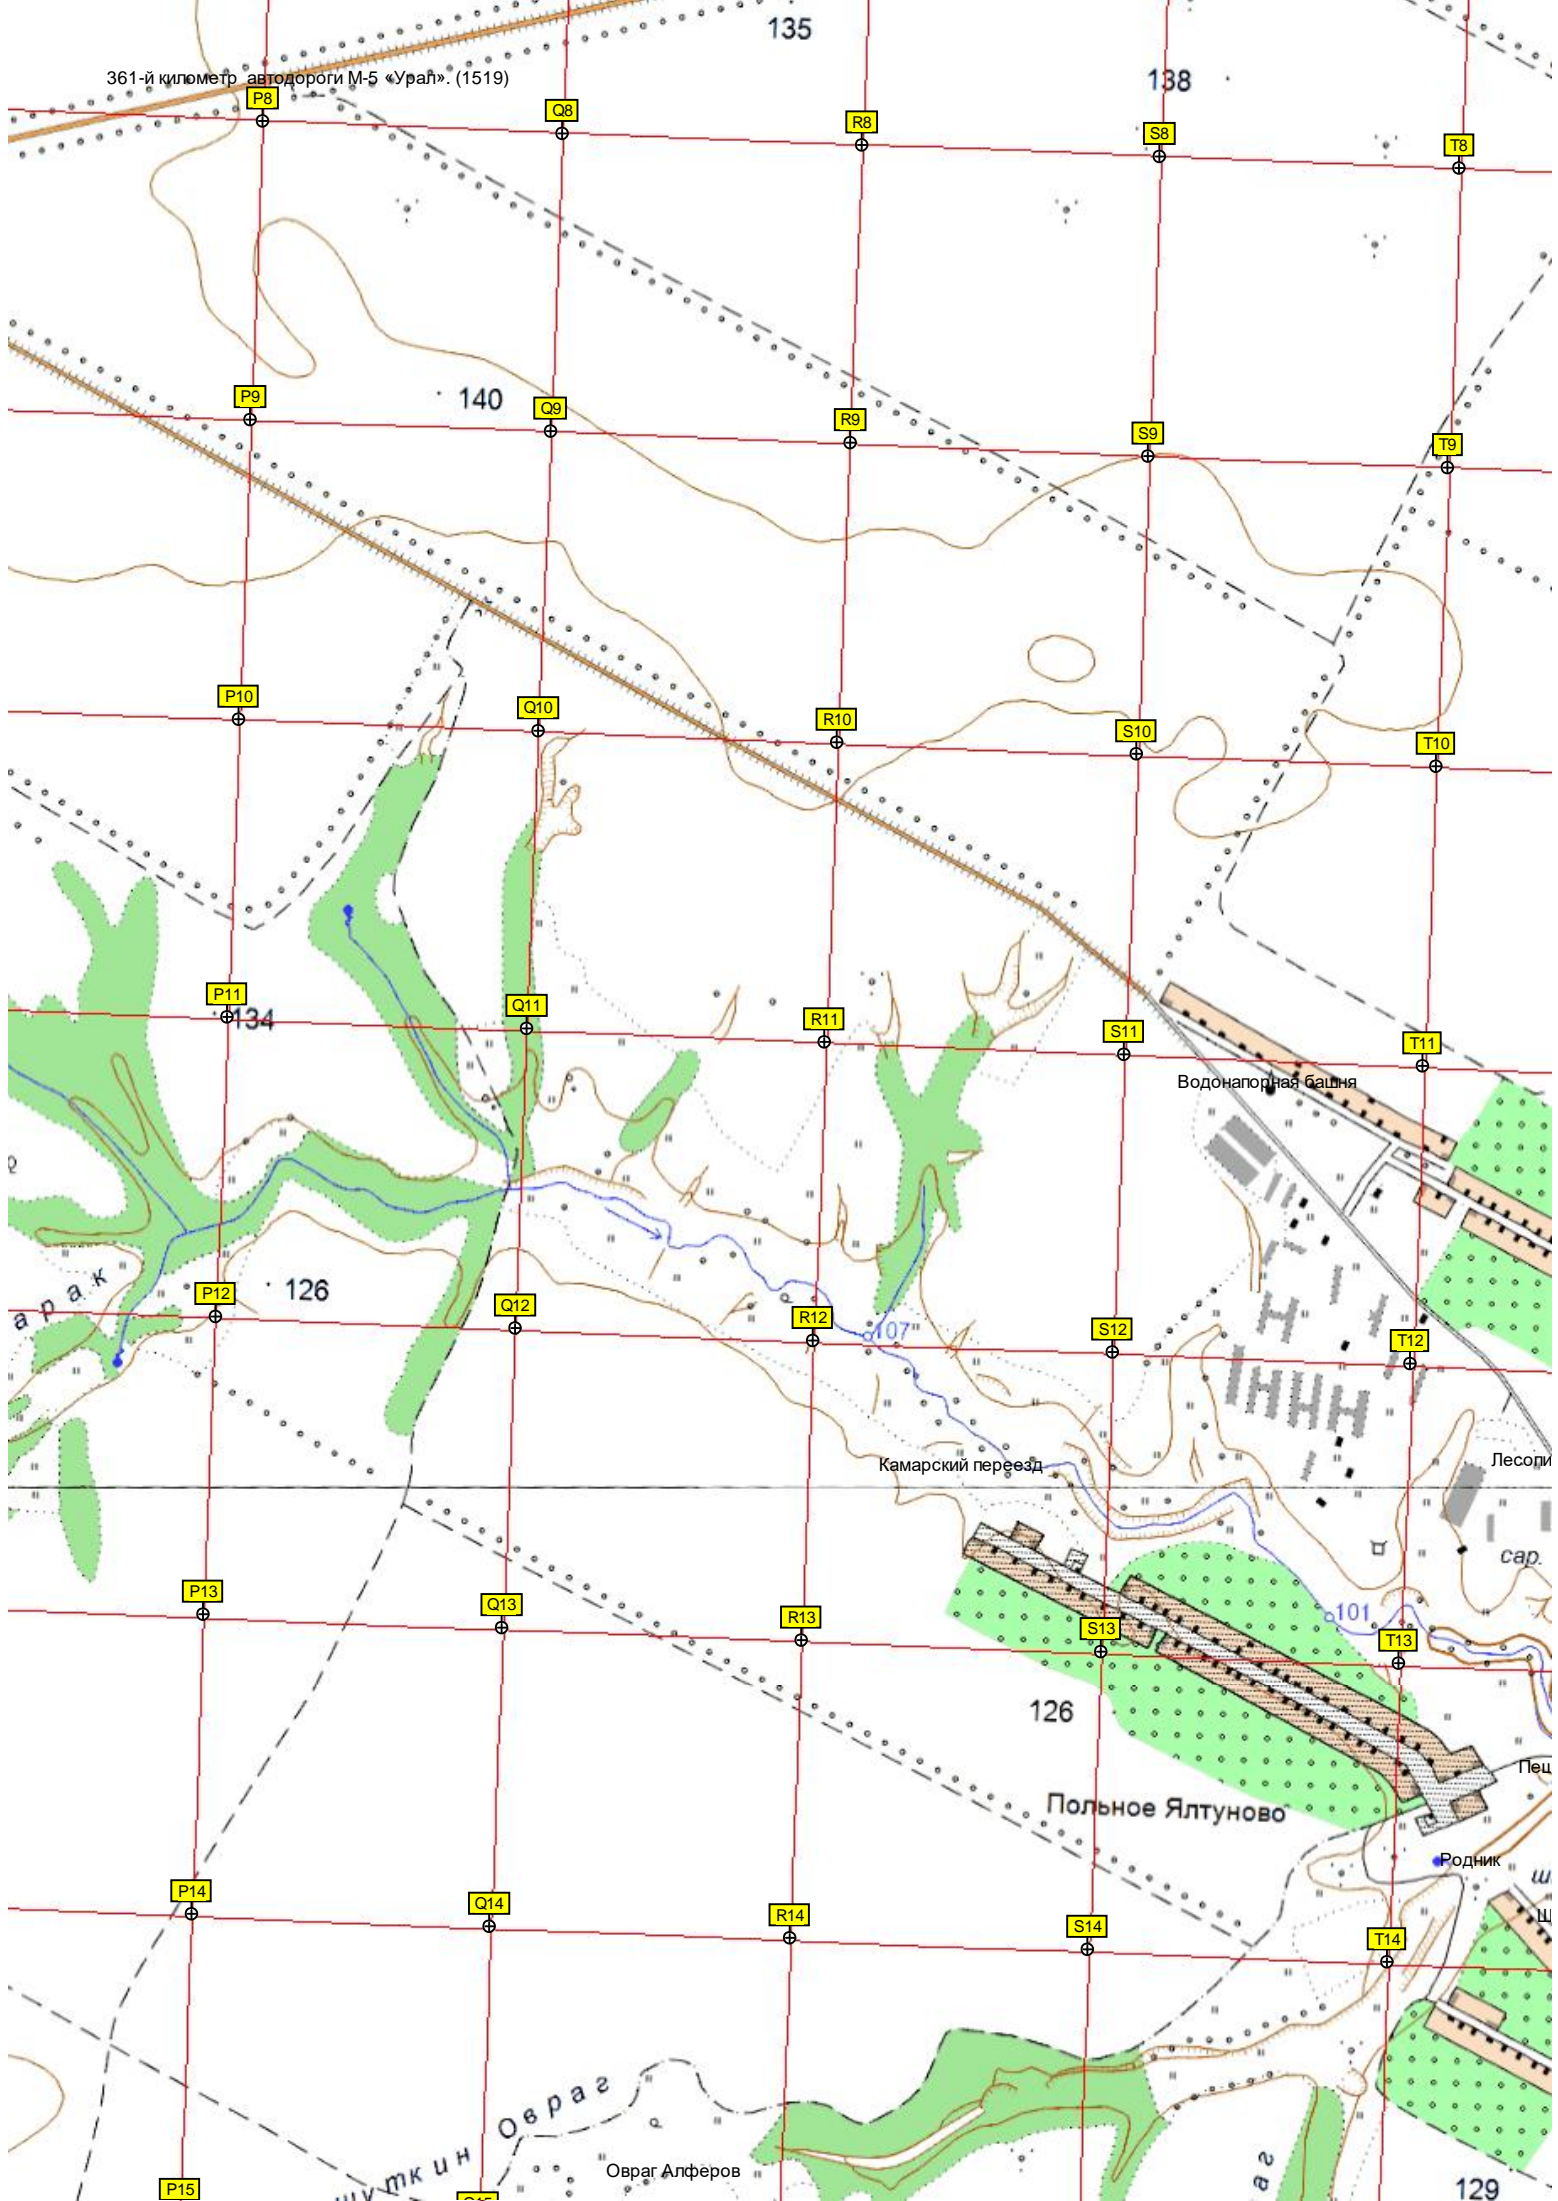 135
138
361-й километр автодороги М-5 «Урал». (1519)
P8
Q8
R8
S8
T8
140
P9
Q9
R9
S9
T9
P10
Q10
R10
S10
T10
P11
134
Q11
R11
S11
T11
Водонапорная башня
арак
P12
126
Q12
R12
107
S12
T12
Камарский переезд
сар.
P13
Q13
R13
S13
101
T13
126
Польное Ялтуново
Родник
P14
Q14
R14
S14
T14
Овраг
Овраг Алферов
P15
129